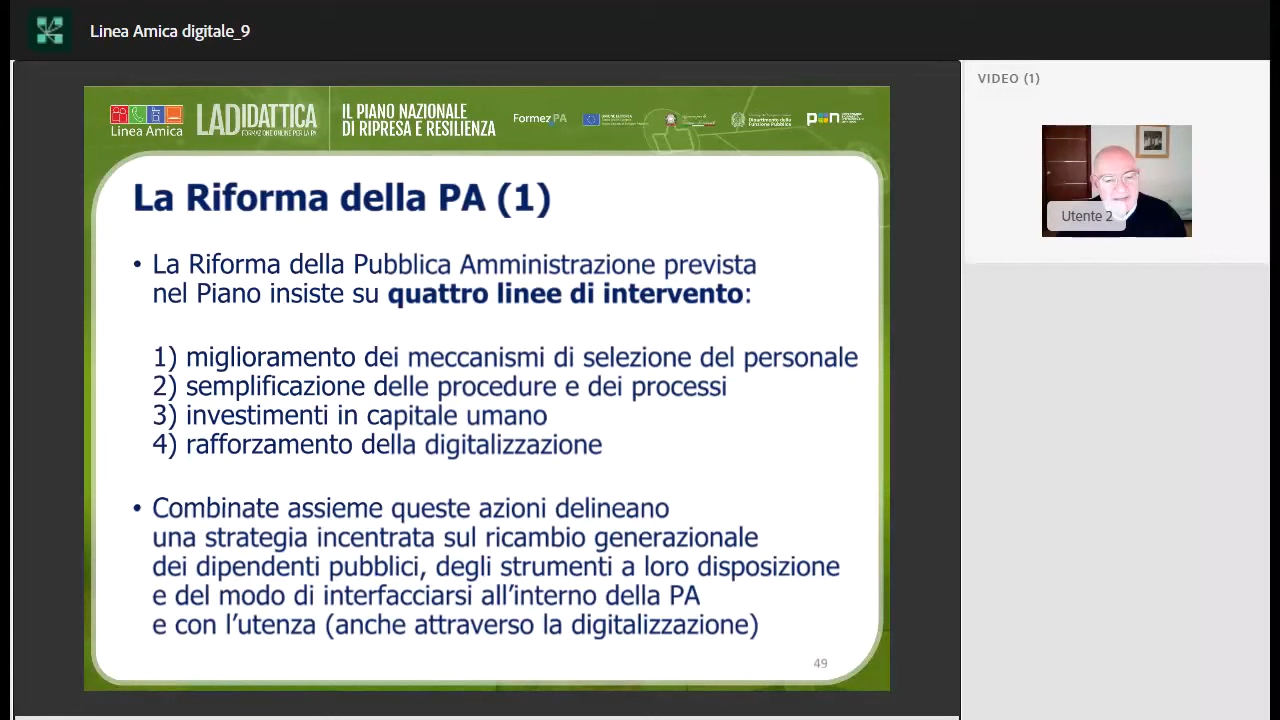 Linea Amica digitale_9
VIDEO (1)
Linea Amica
LADIDATTICA
FORMAZIONE ONLINE PER LA PA
IL PIANO NAZIONALE
DI RIPRESA E RESILIENZA
FormezPA
UNIONE EUROPEA
Dipartimento della
Funzione Pubblica
pon
La Riforma della PA (1)
Utente 2
• La Riforma della Pubblica Amministrazione prevista
nel Piano insiste su quattro linee di intervento:
1) miglioramento dei meccanismi di selezione del personale
2) semplificazione delle procedure e dei processi
3) investimenti in capitale umano
4) rafforzamento della digitalizzazione
• Combinate assieme queste azioni delineano
una strategia incentrata sul ricambio generazionale
dei dipendenti pubblici, degli strumenti a loro disposizione
e del modo di interfacciarsi all’interno della PA
e con l’utenza (anche attraverso la digitalizzazione)
49